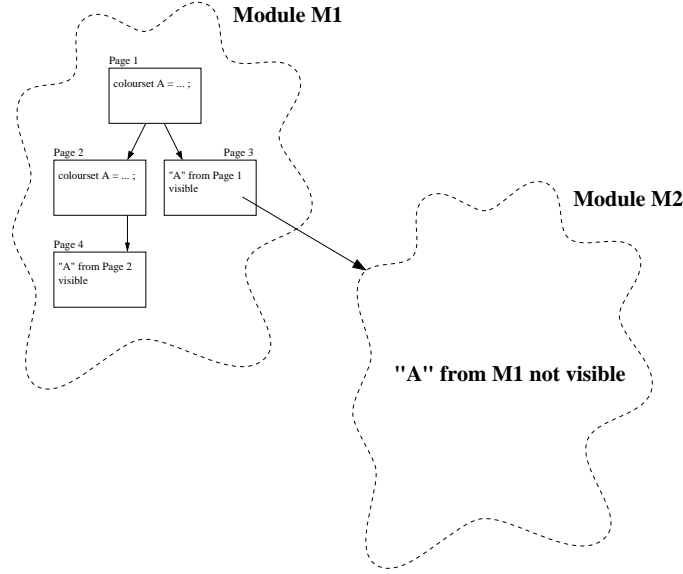 Module M1
Page 1
colourset A = ... ;
Page 2
colourset A = ... ;
Page 3
"A" from Page 1
visible
Page 4
"A" from Page 2
visible
Module M2
"A" from M1 not visible